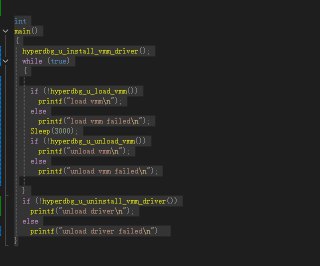 int
main()
{
hyperdbg_u_install_vmm_driver();
while (true)
{
if (!hyperdbg_u_load_vmm())
printf("load vmm\n");
else
printf("load vmm failed\n");
Sleep(3000);
if (!hyperdbg_u_unload_vmm())
printf("unload vmm\n");
else
printf("unload vmm failed\n");
}
if (!hyperdbg_u_uninstall_vmm_driver())
printf("unload driver\n");
else
printf("unload driver failed\n")
}